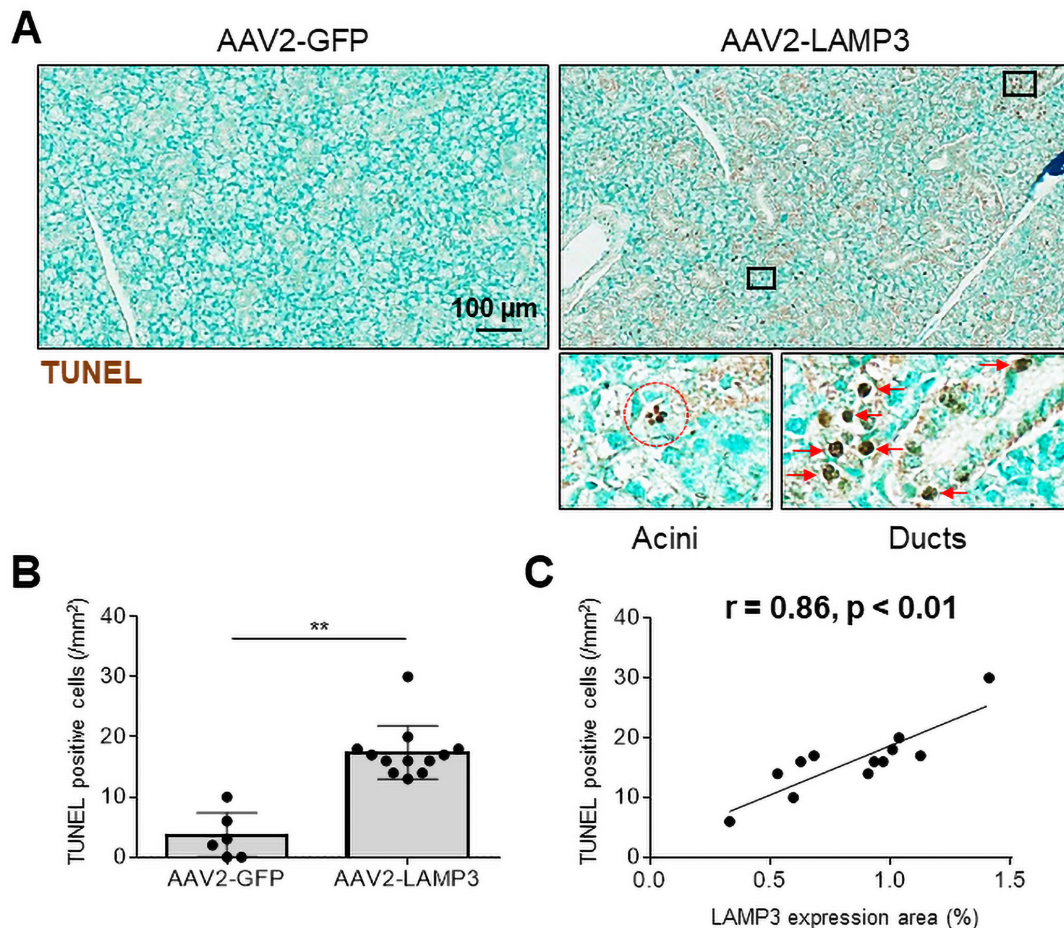 A
AAV2-GFP
AAV2-LAMP3
100 µm
TUNEL
Acini
Ducts
B
TUNEL positive cells (/mm²)
40
30
20
10
0
**
AAV2-GFP
AAV2-LAMP3
C
r = 0.86, p < 0.01
TUNEL positive cells (/mm²)
40
30
20
10
0
0.0
0.5
1.0
1.5
LAMP3 expression area (%)